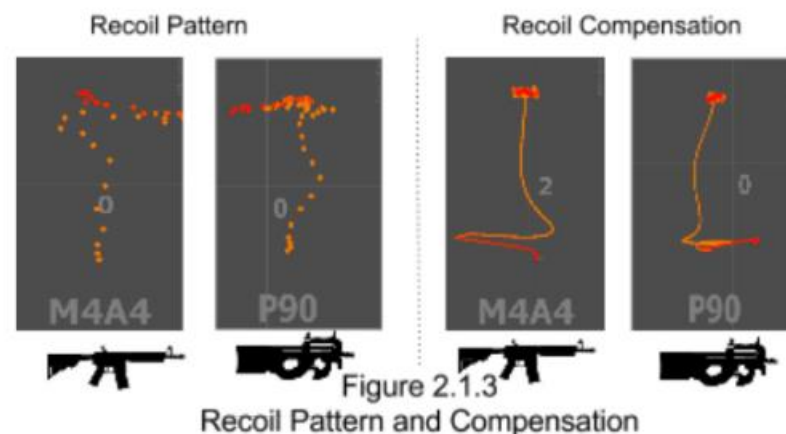 Recoil Pattern
Recoil Compensation
0
M4A4
0
P90
2
M4A4
0
P90
Figure 2.1.3
Recoil Pattern and Compensation